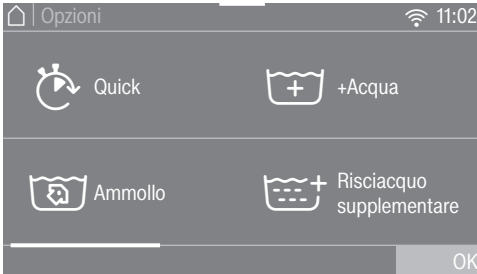 Opzioni 11:02
Quick
+Acqua
Ammollo
Risciacquo
supplementare
OK